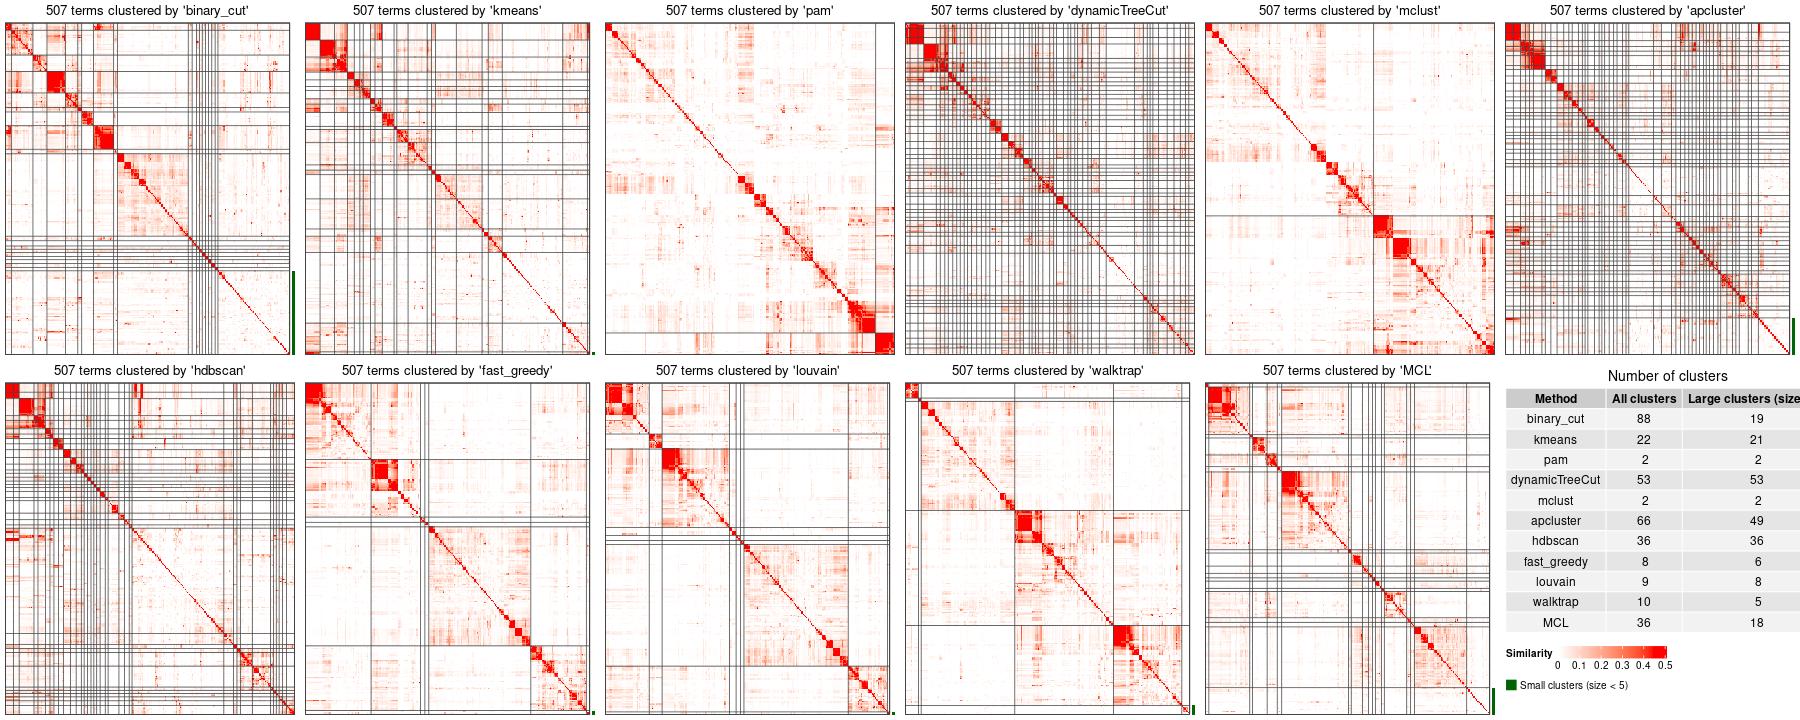 507 terms clustered by 'binary_cut'
507 terms clustered by 'kmeans'
507 terms clustered by 'pam'
507 terms clustered by 'dynamicTreeCut'
507 terms clustered by 'mclust'
507 terms clustered by 'apcluster'
507 terms clustered by 'hdbscan'
507 terms clustered by 'fast_greedy'
507 terms clustered by 'louvain'
507 terms clustered by 'walktrap'
507 terms clustered by 'MCL'
Number of clusters
Method All clusters Large clusters (size
binary_cut 88 19
kmeans 22 21
pam 2 2
dynamicTreeCut 53 53
mclust 2 2
apcluster 66 49
hdbscan 36 36
fast_greedy 8 6
louvain 9 8
walktrap 10 5
MCL 36 18
Similarity
0 0.1 0.2 0.3 0.4 0.5
Small clusters (size < 5)